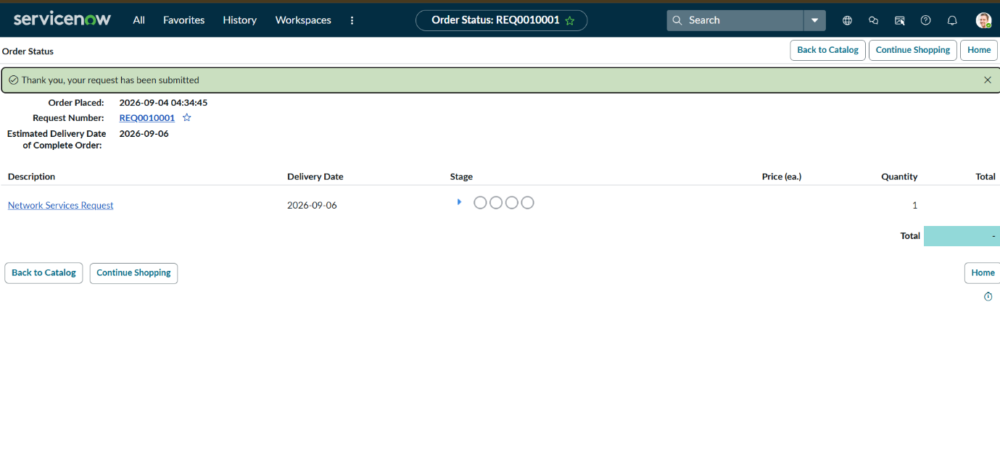 servicenow All Favorites History Workspaces Order Status: REQ0010001 Search
Order Status Back to Catalog Continue Shopping Home
Thank you, your request has been submitted
Order Placed: 2026-09-04 04:34:45
Request Number: REQ0010001
Estimated Delivery Date 2026-09-06
of Complete Order:
Description Delivery Date Stage Price (ea.) Quantity Total
Network Services Request 2026-09-06 1
Total -
Back to Catalog Continue Shopping Home